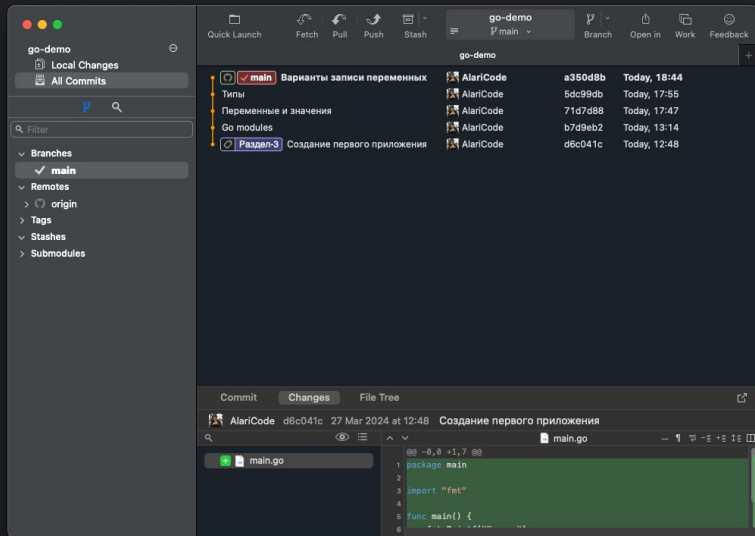 go-demo
Quick Launch
Fetch
Pull
Push
Stash
main
Branch
Open in
Work
Feedback
go-demo
Local Changes
All Commits
go-demo
Filter
Branches
main
Remotes
origin
Tags
Stashes
Submodules
main Варианты записи переменных AlariCode a350d8b Today, 18:44
Типы AlariCode 5dc99db Today, 17:55
Переменные и значения AlariCode 71d7d88 Today, 17:47
Go modules AlariCode b7d9eb2 Today, 13:14
Раздел-3 Создание первого приложения AlariCode d6c041c Today, 12:48
Commit Changes File Tree
AlariCode d6c041c 27 Mar 2024 at 12:48 Создание первого приложения
main.go
main.go
@@ -0,0 +1,7 @@
1 package main
2
3 import "fmt"
4
5 func main() {
6